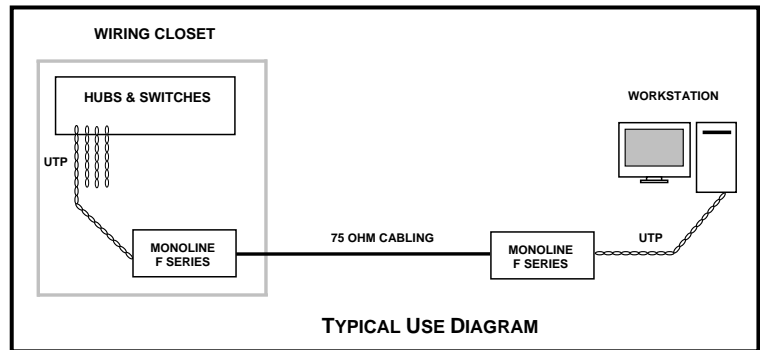 WIRING CLOSET
HUBS & SWITCHES
WORKSTATION
UTP
MONOLINE
F SERIES
75 OHM CABLING
MONOLINE
F SERIES
UTP
TYPICAL USE DIAGRAM